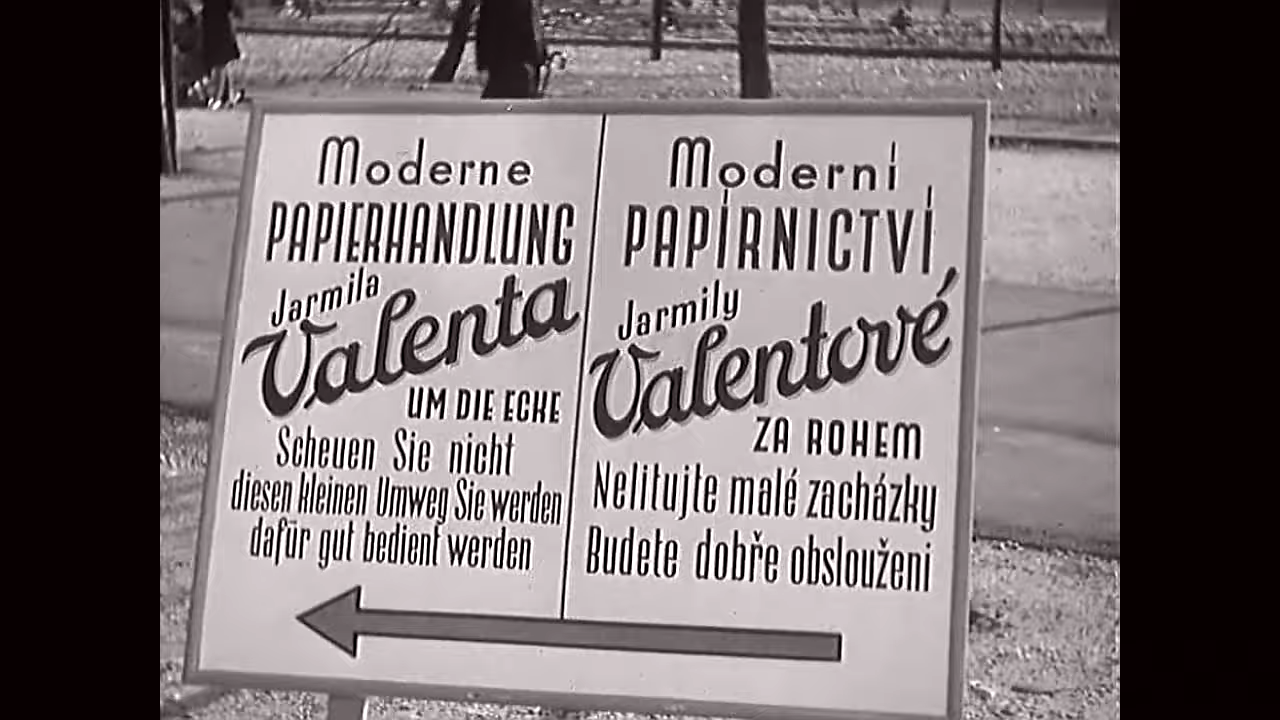 Moderne
PAPIERHANDLUNG
Jarmila
Valenta
UM DIE ECKE
Scheuen Sie nicht
diesen kleinen Umweg Sie werden
dafür gut bedient werden
Moderní
PAPÍRNICTVÍ,
Jarmily
Valentové
ZA ROHEM
Nelitujte malé zacházky
Budete dobře obslouženi